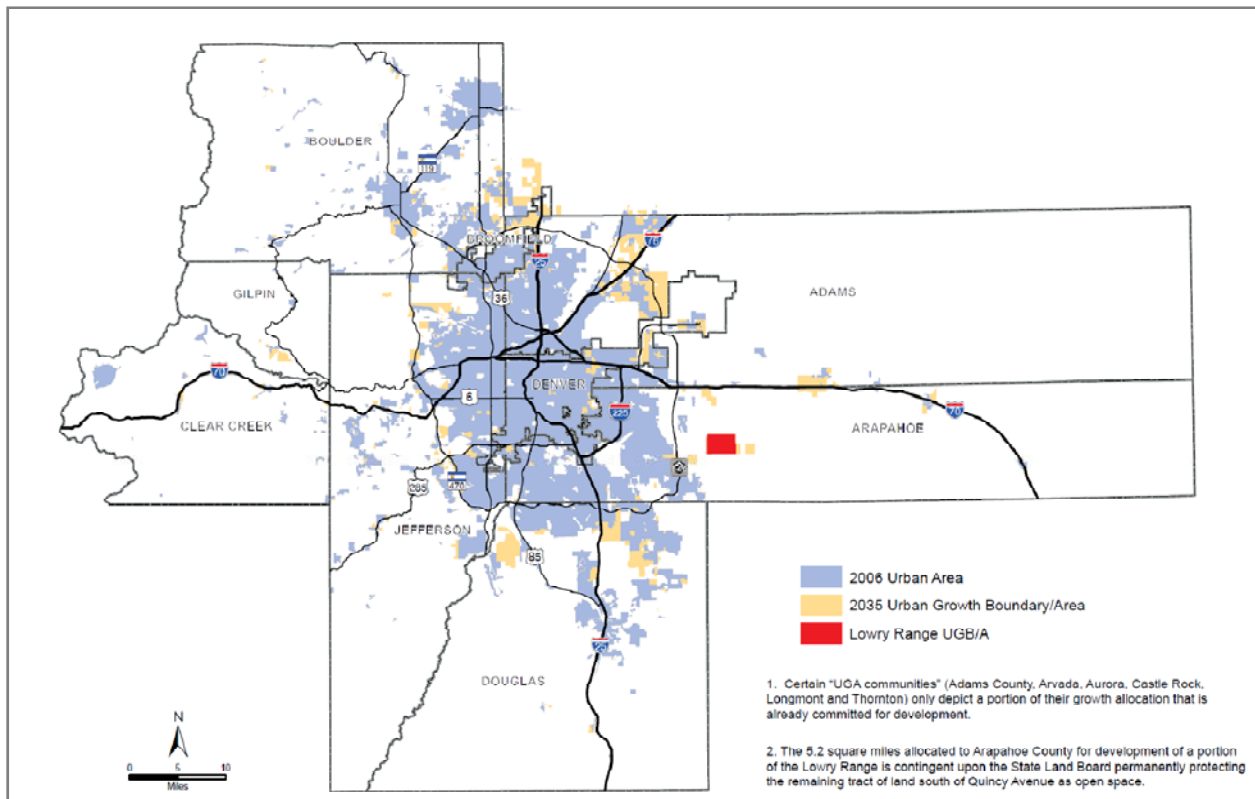 BOULDER
119
BROOMFIELD
25
76
GILPIN
36
ADAMS
70
6
DENVER
225
70
CLEAR CREEK
ARAPAHOE
285
470
JEFFERSON
85
2006 Urban Area
2035 Urban Growth Boundary/Area
Lowry Range UGB/A
25
DOUGLAS
1. Certain "UGA communities" (Adams County, Arvada, Aurora, Castle Rock,
Longmont and Thornton) only depict a portion of their growth allocation that is
already committed for development.
N
2. The 5.2 square miles allocated to Arapahoe County for development of a portion
of the Lowry Range is contingent upon the State Land Board permanently protecting
the remaining tract of land south of Quincy Avenue as open space.
0 5 10
Miles